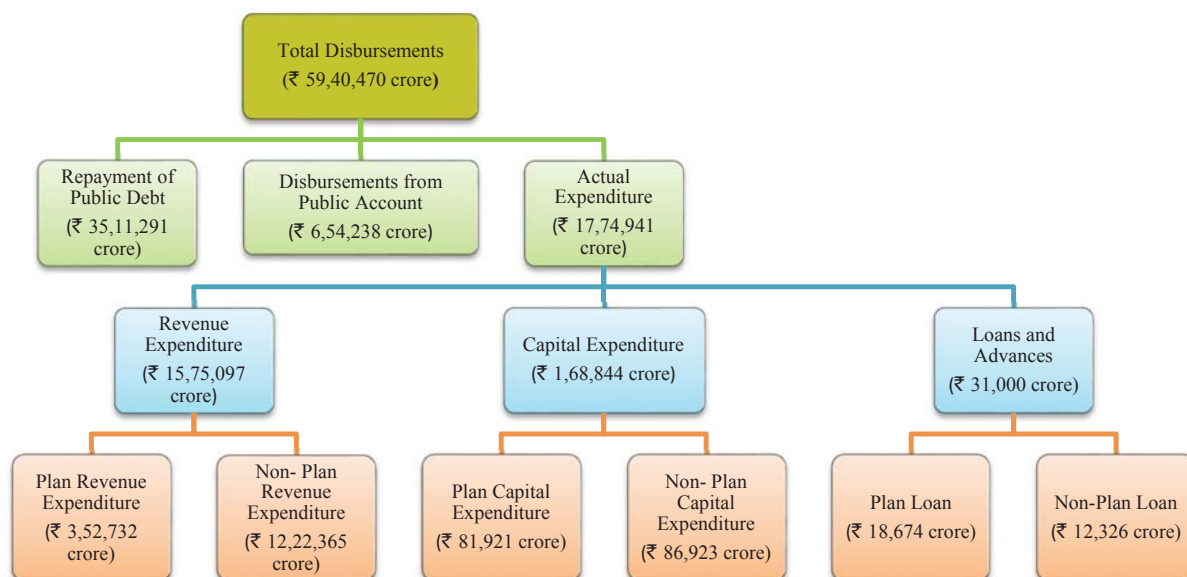 Total Disbursements
(₹ 59,40,470 crore)
Repayment of
Public Debt
(₹ 35,11,291
crore)
Disbursements from
Public Account
(₹ 6,54,238 crore)
Actual
Expenditure
(₹ 17,74,941
crore)
Revenue
Expenditure
(₹ 15,75,097
crore)
Capital Expenditure
(₹ 1,68,844 crore)
Loans and
Advances
(₹ 31,000 crore)
Plan Revenue
Expenditure
(₹ 3,52,732
crore)
Non- Plan
Revenue
Expenditure
(₹ 12,22,365
crore)
Plan Capital
Expenditure
(₹ 81,921 crore)
Non- Plan
Capital
Expenditure
(₹ 86,923 crore)
Plan Loan
(₹ 18,674 crore)
Non-Plan Loan
(₹ 12,326 crore)